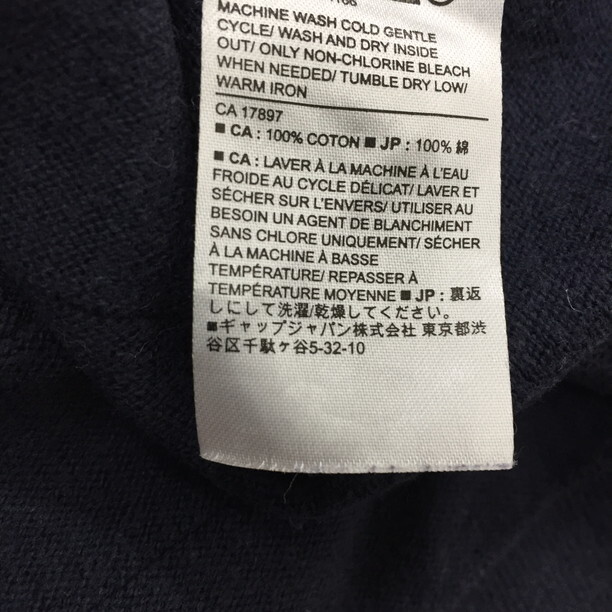 MACHINE WASH COLD GENTLE
CYCLE/ WASH AND DRY INSIDE
OUT/ ONLY NON-CHLORINE BLEACH
WHEN NEEDED/ TUMBLE DRY LOW/
WARM IRON
CA 17897
■ CA : 100% COTON ■ JP : 100% 綿
■ CA : LAVER À LA MACHINE À L'EAU
FROIDE AU CYCLE DÉLICAT/ LAVER ET
SÉCHER SUR L'ENVERS/ UTILISER AU
BESOIN UN AGENT DE BLANCHIMENT
SANS CHLORE UNIQUEMENT/ SÉCHER
À LA MACHINE À BASSE
TEMPÉRATURE/ REPASSER À
TEMPÉRATURE MOYENNE ■ JP : 裏返
しにして洗濯/乾燥してください。
■ギャップジャパン株式会社 東京都渋
谷区千駄ヶ谷5-32-10